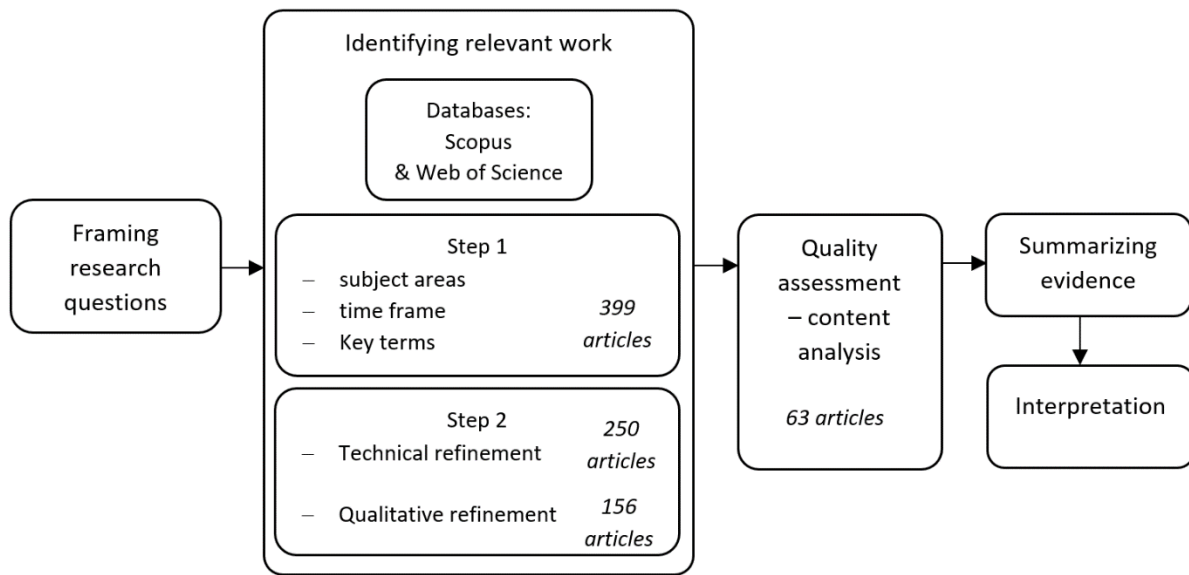 Framing
research
questions
Identifying relevant work
Databases:
Scopus
& Web of Science
Step 1
– subject areas
– time frame
– Key terms
399
articles
Step 2
– Technical refinement
250
articles
– Qualitative refinement
156
articles
Quality
assessment
– content
analysis
63 articles
Summarizing
evidence
Interpretation